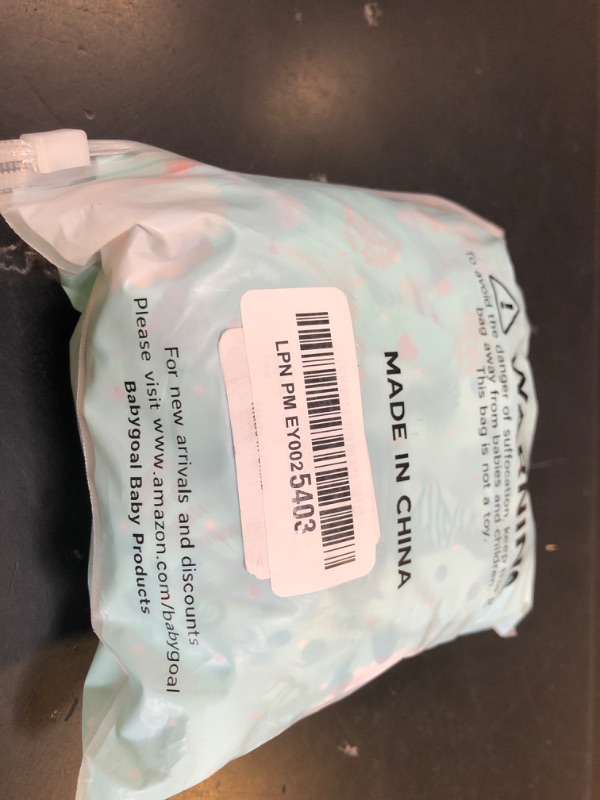 WARNING
To avoid the danger of suffocation, keep
bag away from babies and children.
This bag is not a toy.
MADE IN CHINA
LPN PM EY0025403
For new arrivals and discounts
Please visit www.amazon.com/babygoal
Babygoal Baby Products